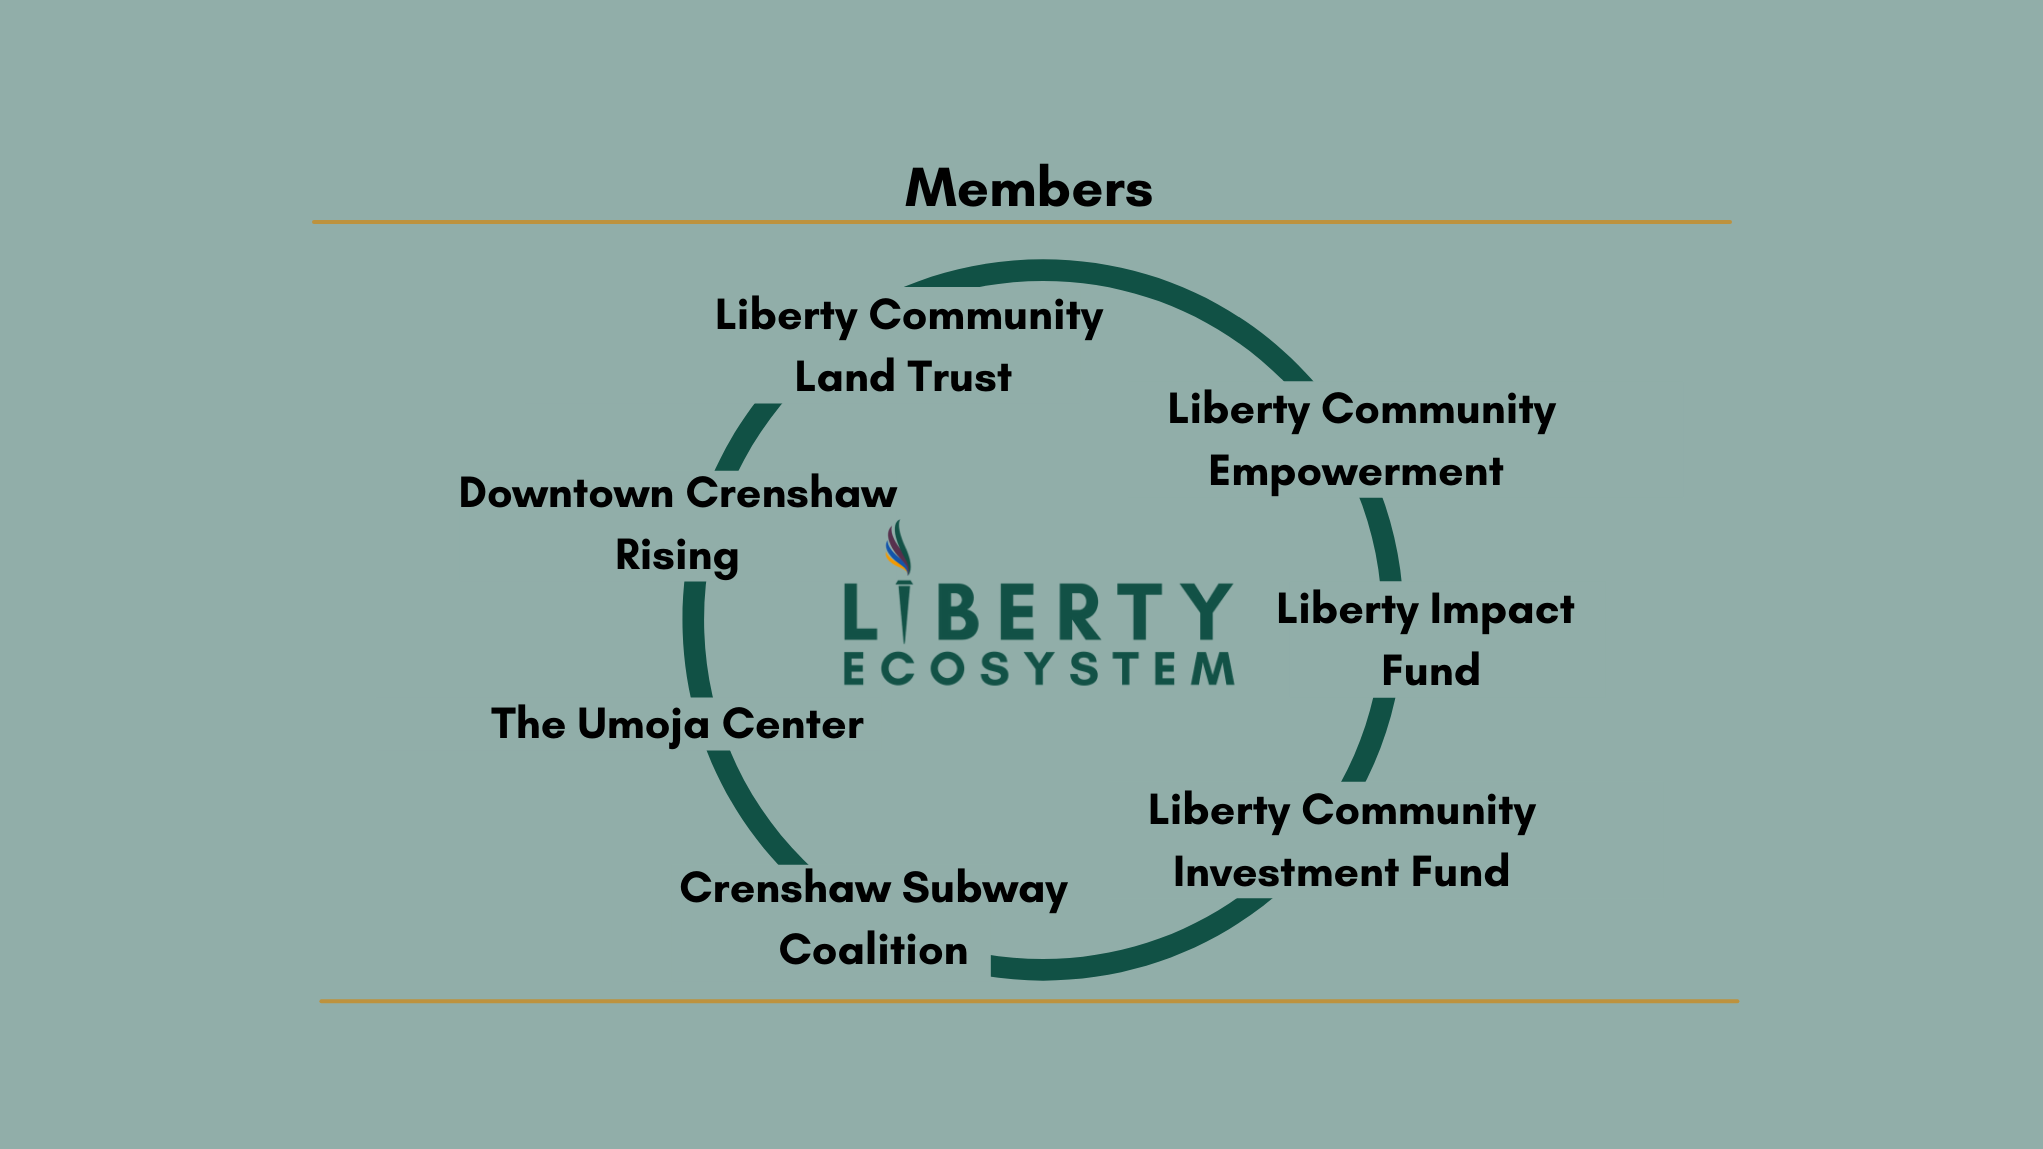 Members
Liberty Community
Land Trust
Liberty Community
Empowerment
Downtown Crenshaw
Rising
LIBERTY
ECOSYSTEM
Liberty Impact
Fund
The Umoja Center
Liberty Community
Investment Fund
Crenshaw Subway
Coalition